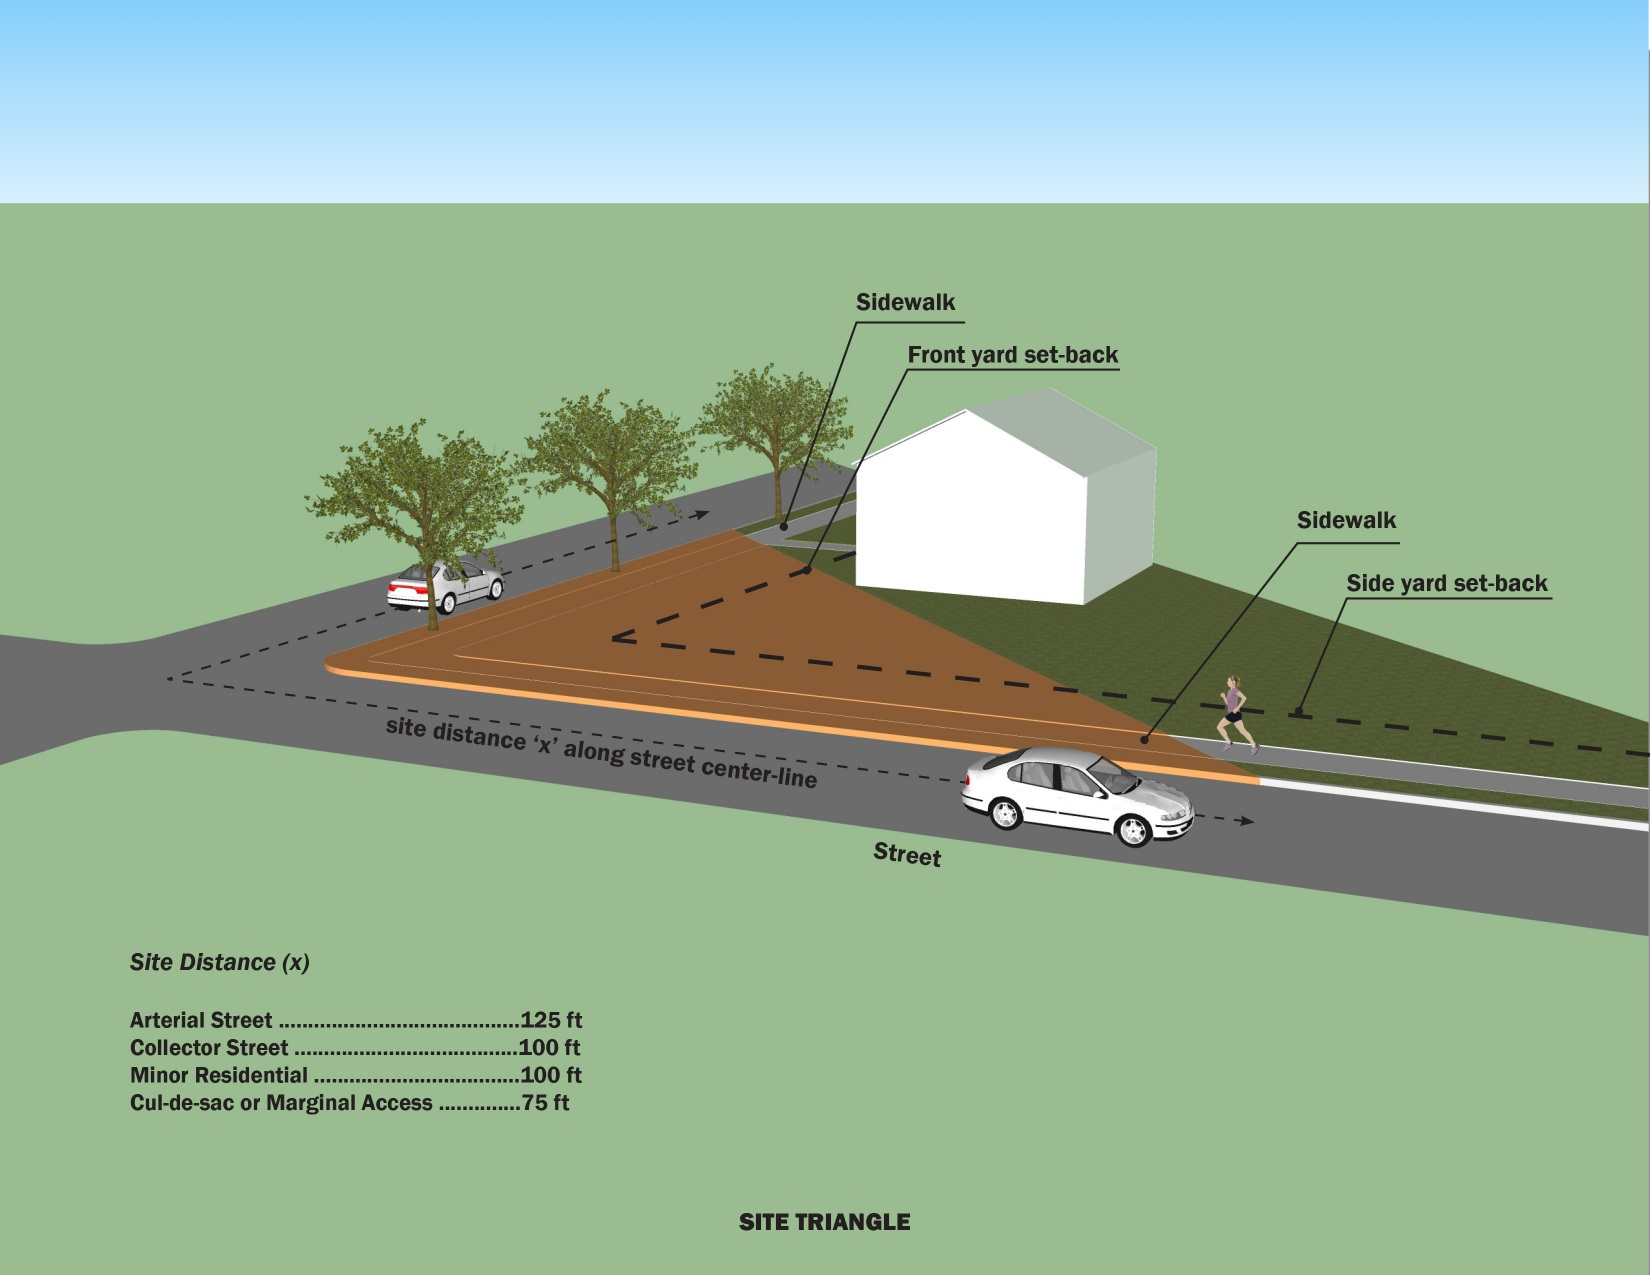 Sidewalk
Front yard set-back
Sidewalk
Side yard set-back
site distance ‘x’ along street center-line
Street
Site Distance (x)
Arterial Street .........................................125 ft
Collector Street ......................................100 ft
Minor Residential ...................................100 ft
Cul-de-sac or Marginal Access ..............75 ft
SITE TRIANGLE